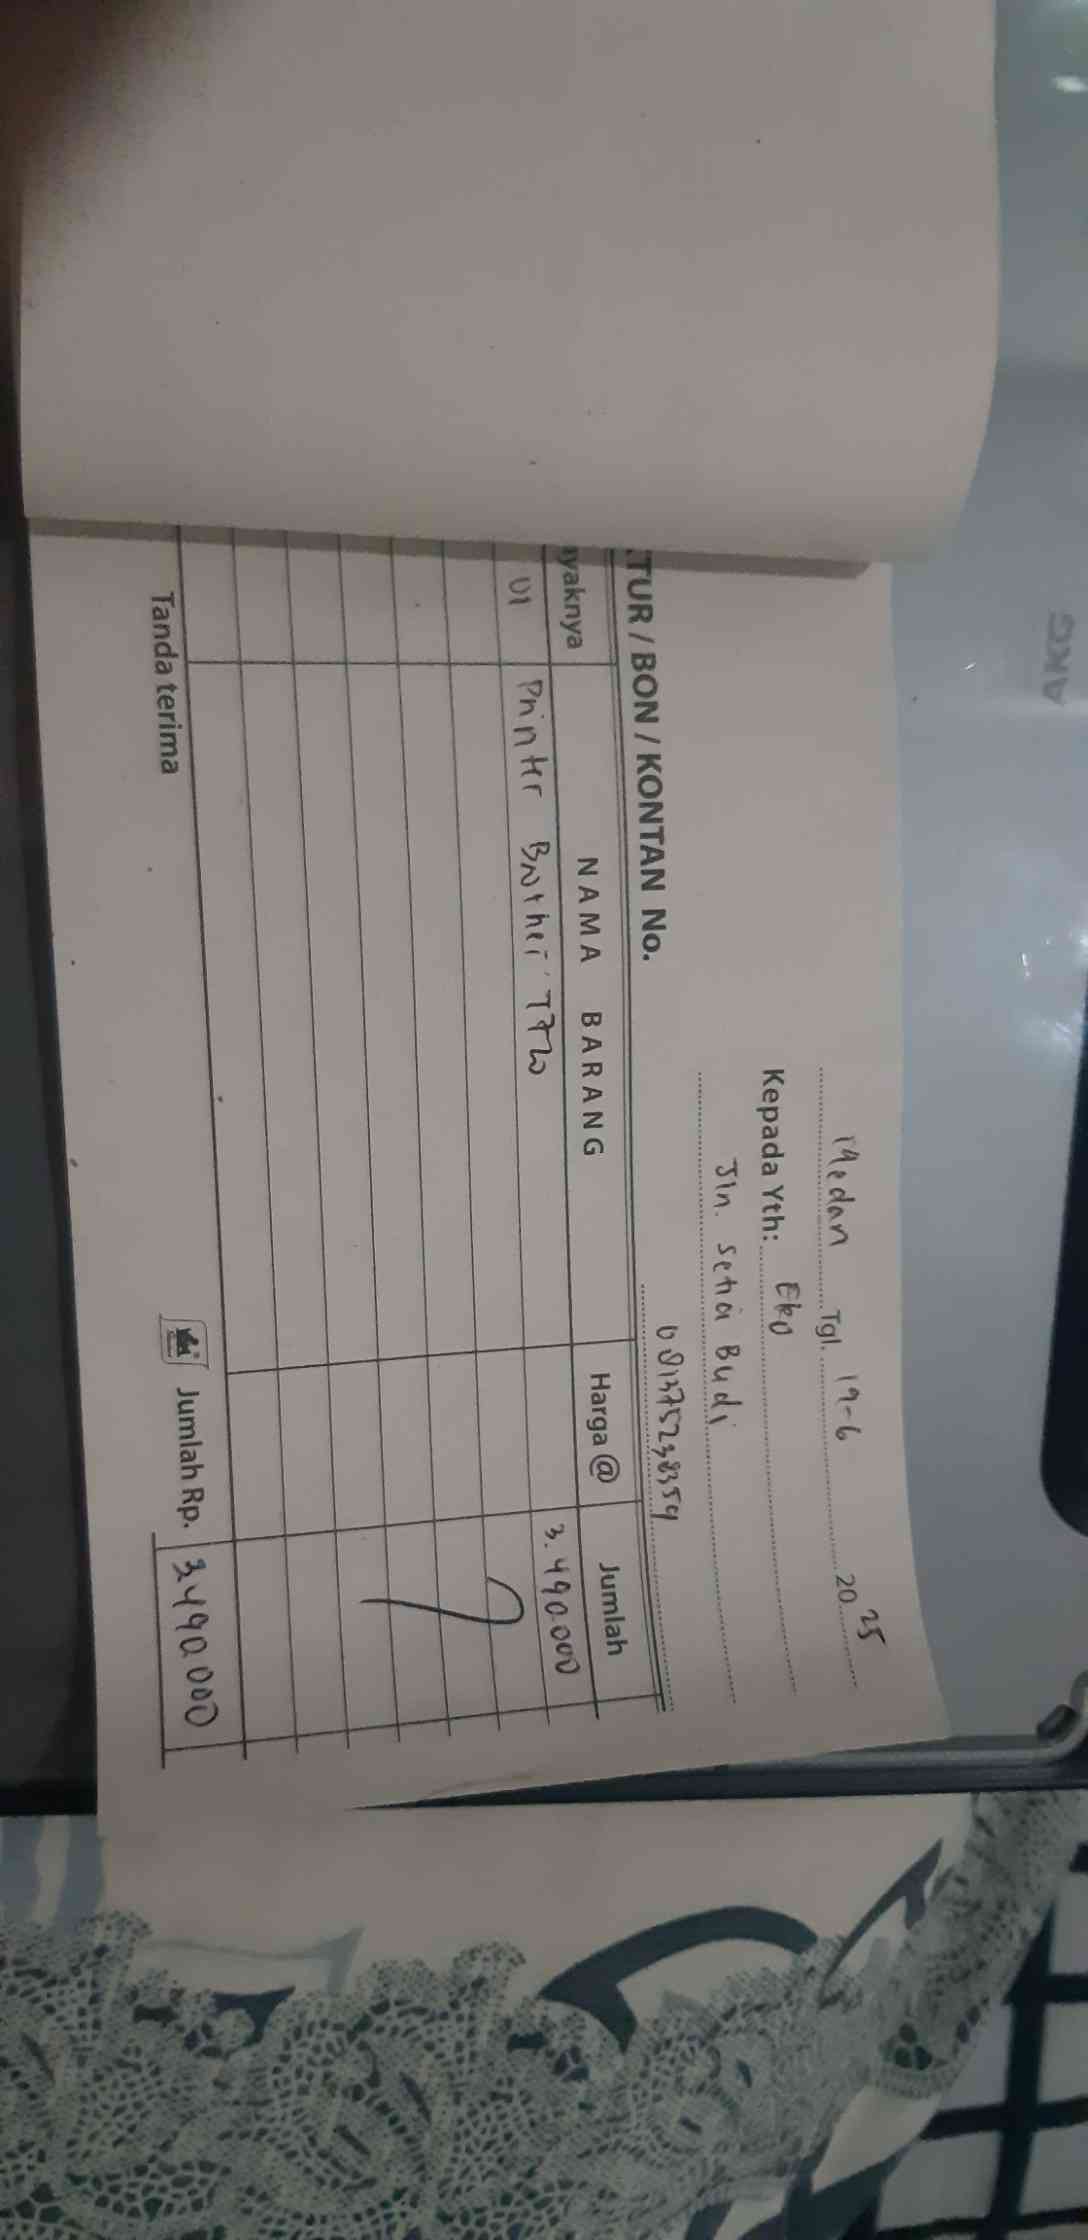 Medan Tgl. 19-6 20 25
Kepada Yth: Eko
Jln. Setia Budi
TUR / BON / KONTAN No.
yaknya NAMA BARANG Harga @ Jumlah
01 Printer Brother T720 3.490.000
Tanda terima Jumlah Rp. 3.490.000
AKG